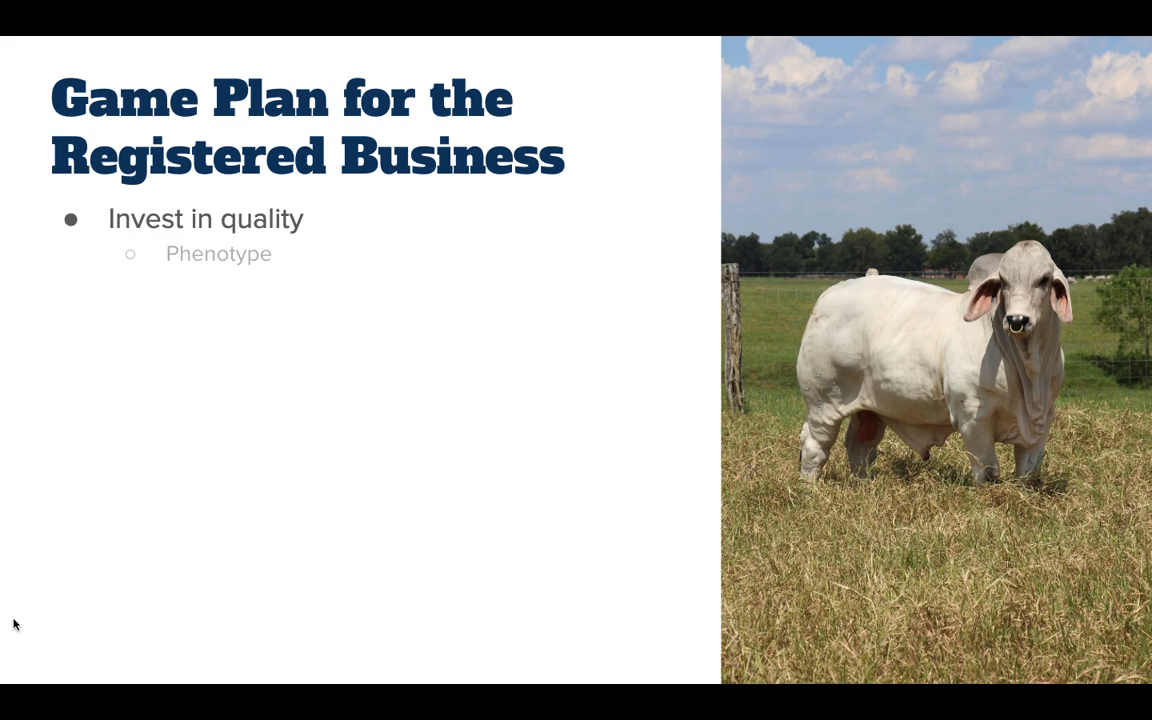 Game Plan for the
Registered Business
● Invest in quality
○ Phenotype